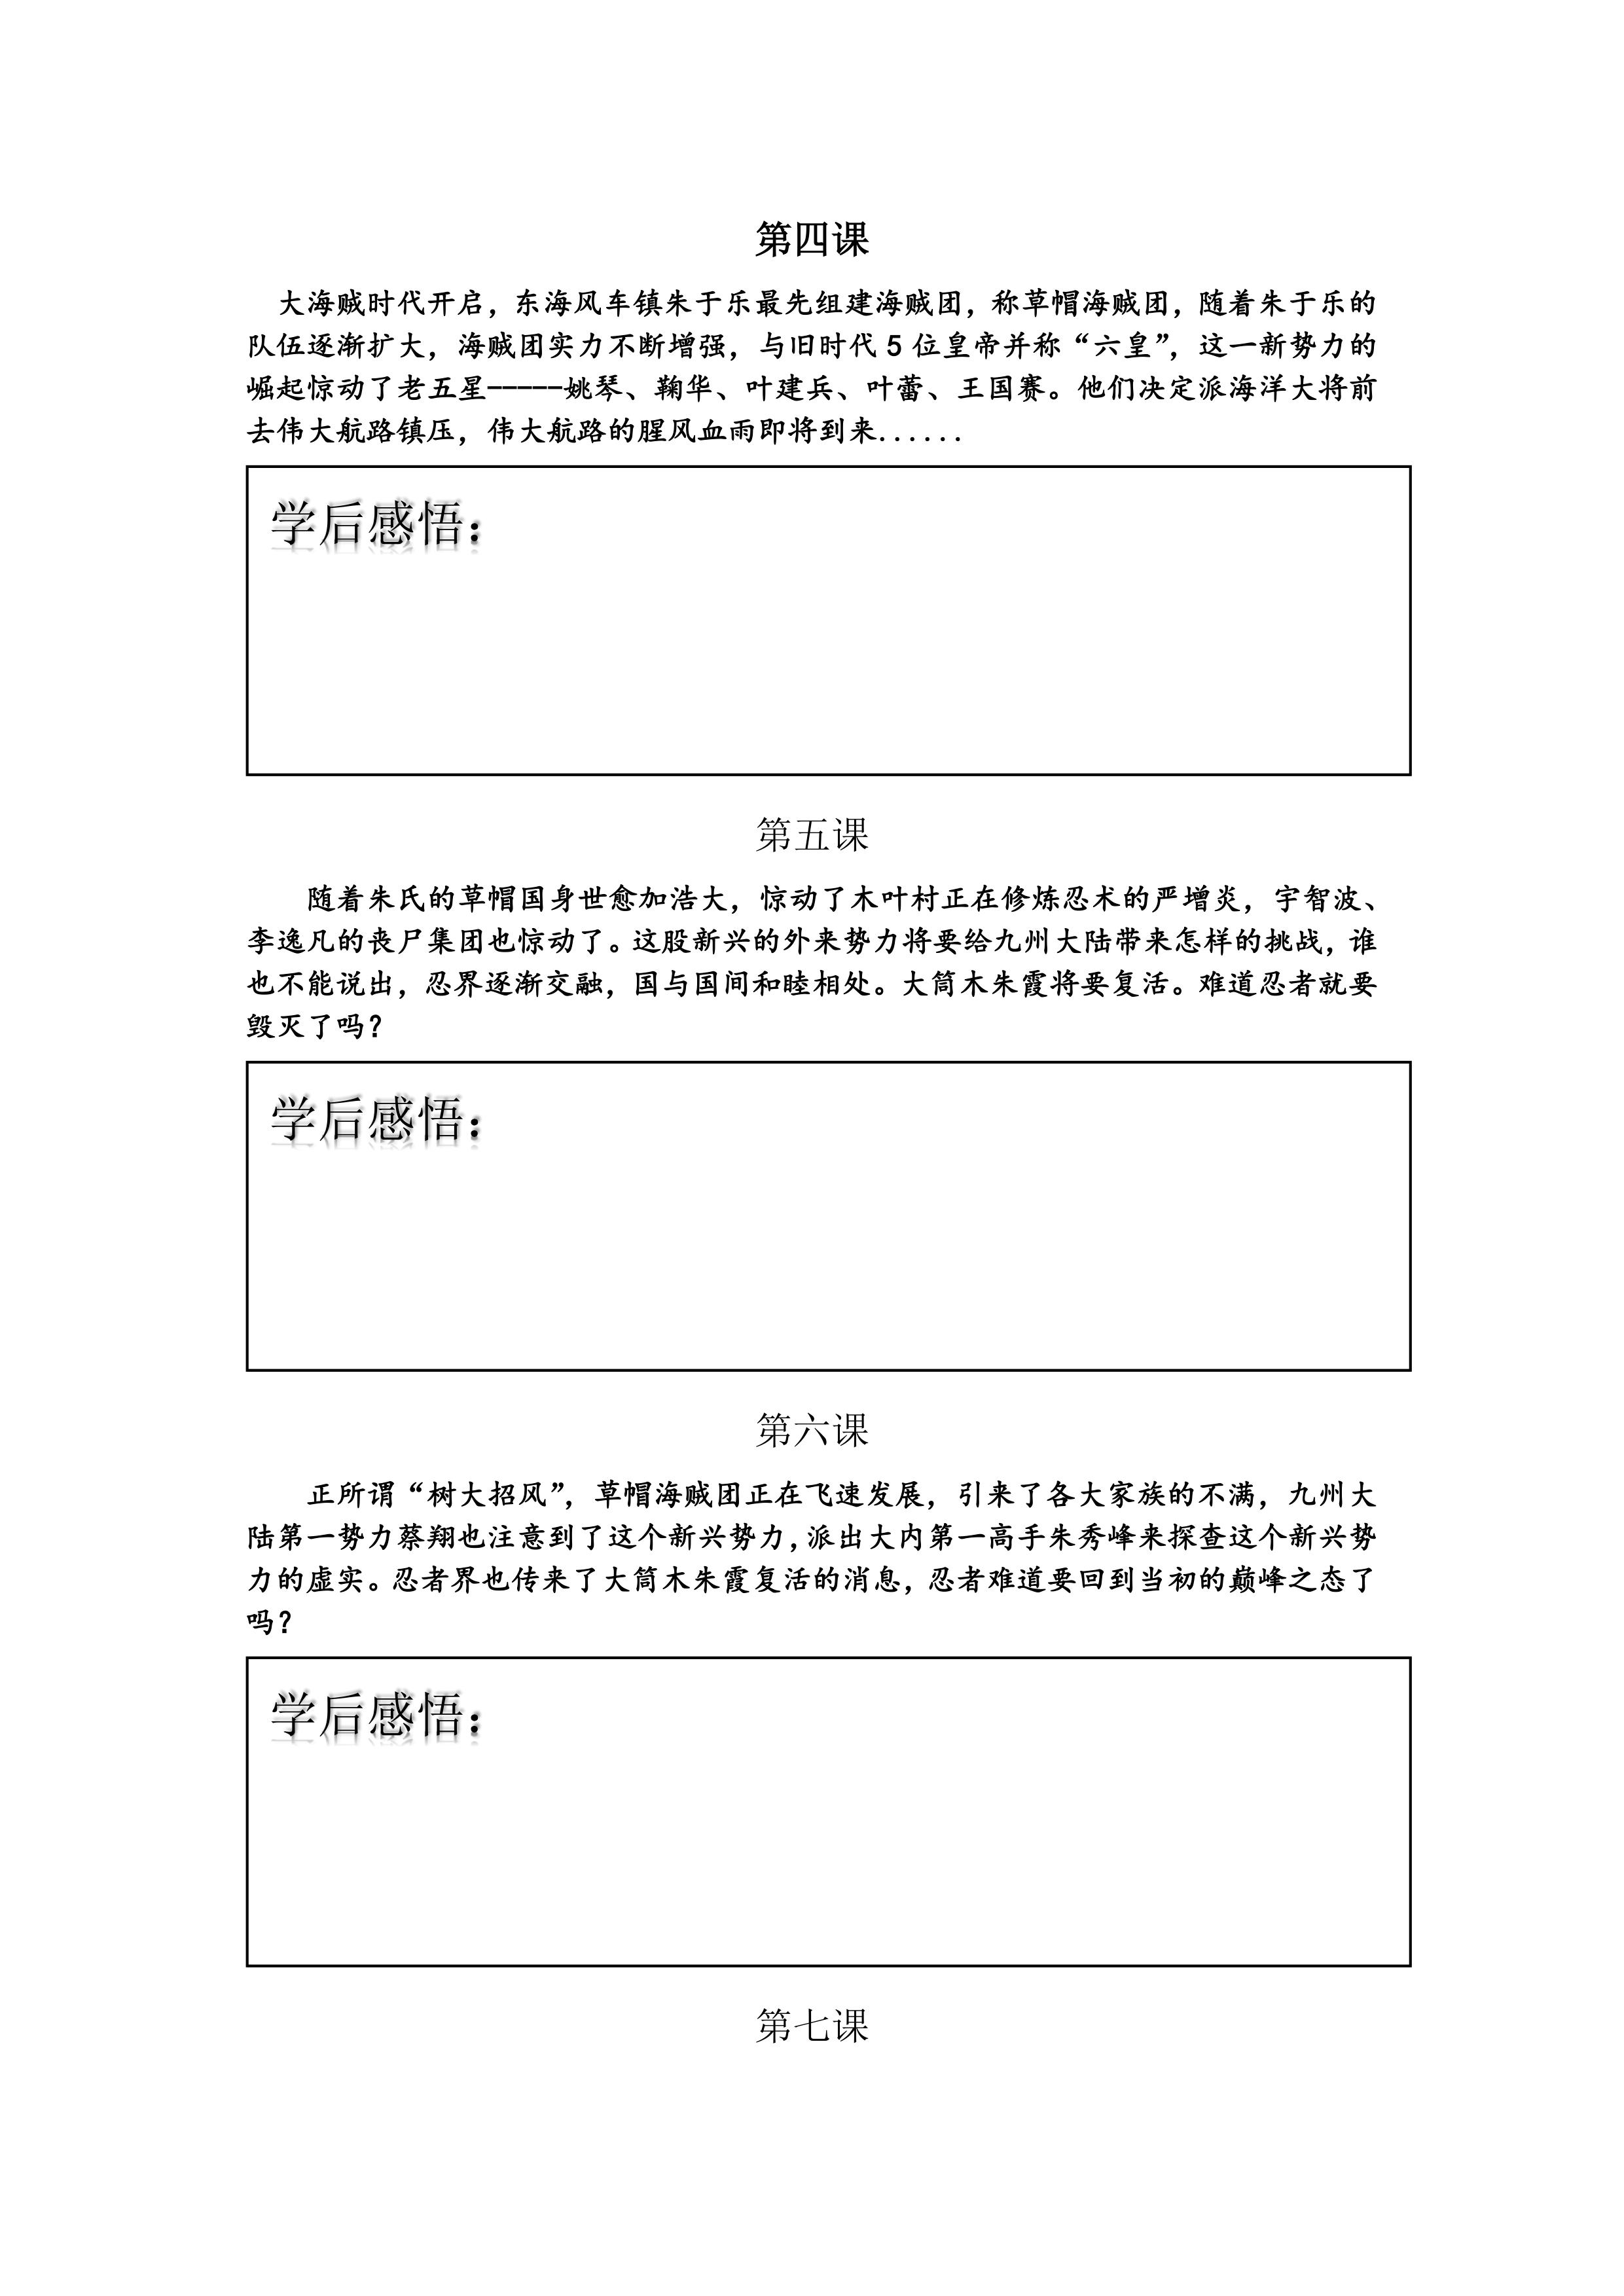 第四课
大海贼时代开启，东海风车镇朱于乐最先组建海贼团，称草帽海贼团，随着朱于乐的
队伍逐渐扩大，海贼团实力不断增强，与旧时代 5 位皇帝并称“六皇”，这一新势力的
崛起惊动了老五星-----姚琴、鞠华、叶建兵、叶蕾、王国赛。他们决定派海洋大将前
去伟大航路镇压，伟大航路的腥风血雨即将到来......
学后感悟：
第五课
随着朱氏的草帽国身世愈加浩大，惊动了木叶村正在修炼忍术的严增炎，宇智波、
李逸凡的丧尸集团也惊动了。这股新兴的外来势力将要给九州大陆带来怎样的挑战，谁
也不能说出，忍界逐渐交融，国与国间和睦相处。大筒木朱霞将要复活。难道忍者就要
毁灭了吗？
学后感悟：
第六课
正所谓“树大招风”，草帽海贼团正在飞速发展，引来了各大家族的不满，九州大
陆第一势力蔡翔也注意到了这个新兴势力，派出大内第一高手朱秀峰来探查这个新兴势
力的虚实。忍者界也传来了大筒木朱霞复活的消息，忍者难道要回到当初的巅峰之态了
吗？
学后感悟：
第七课